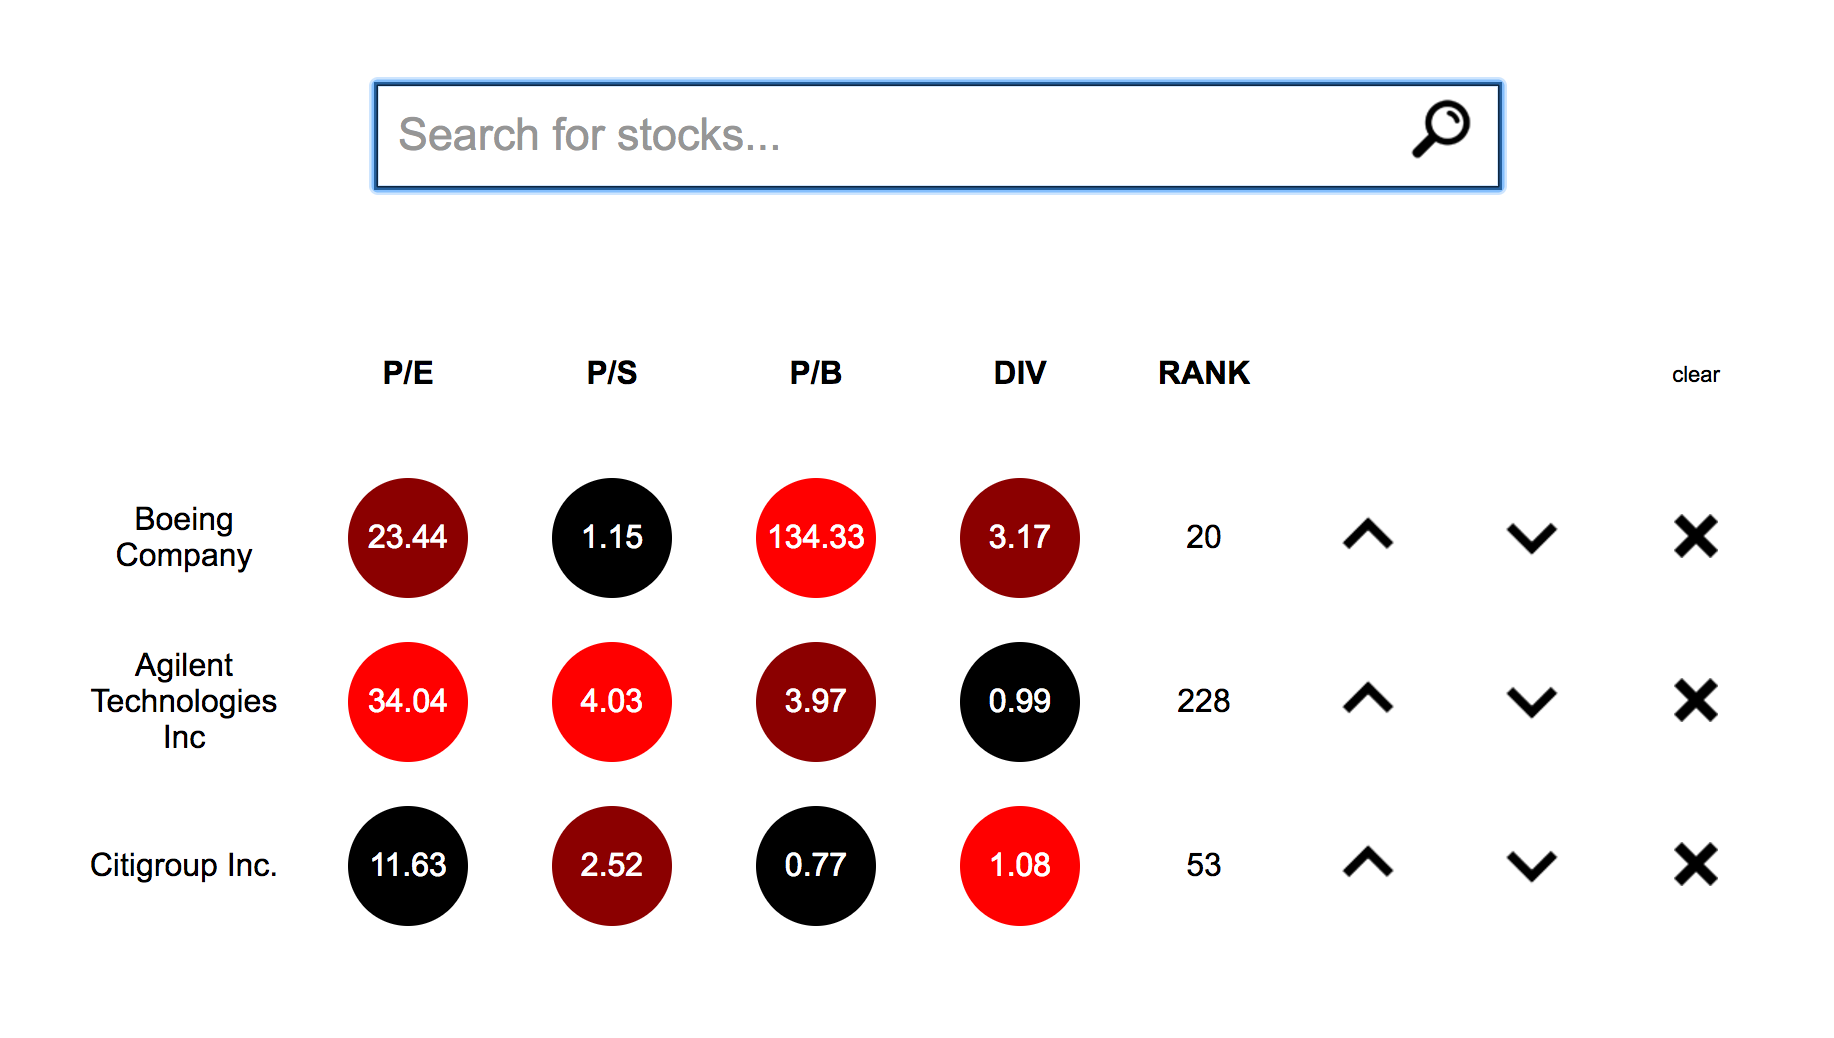 Search for stocks...
P/E P/S P/B DIV RANK clear
Boeing
Company
23.44 1.15 134.33 3.17 20
Agilent
Technologies
Inc
34.04 4.03 3.97 0.99 228
Citigroup Inc. 11.63 2.52 0.77 1.08 53